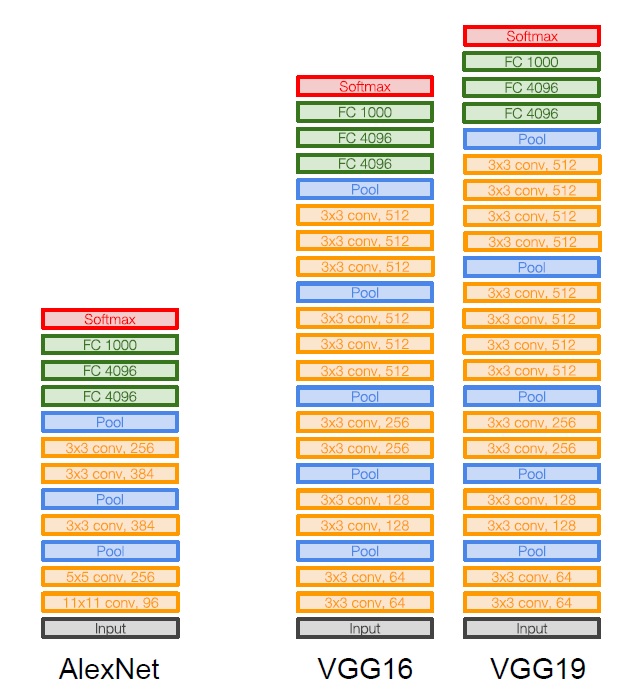 Softmax
FC 1000
FC 4096
FC 4096
Pool
3x3 conv, 256
3x3 conv, 384
Pool
3x3 conv, 384
Pool
5x5 conv, 256
11x11 conv, 96
Input
AlexNet
Softmax
FC 1000
FC 4096
FC 4096
Pool
3x3 conv, 512
3x3 conv, 512
3x3 conv, 512
Pool
3x3 conv, 512
3x3 conv, 512
3x3 conv, 512
Pool
3x3 conv, 256
3x3 conv, 256
Pool
3x3 conv, 128
3x3 conv, 128
Pool
3x3 conv, 64
3x3 conv, 64
Input
VGG16
Softmax
FC 1000
FC 4096
FC 4096
Pool
3x3 conv, 512
3x3 conv, 512
3x3 conv, 512
3x3 conv, 512
Pool
3x3 conv, 512
3x3 conv, 512
3x3 conv, 512
3x3 conv, 512
Pool
3x3 conv, 256
3x3 conv, 256
Pool
3x3 conv, 128
3x3 conv, 128
Pool
3x3 conv, 64
3x3 conv, 64
Input
VGG19